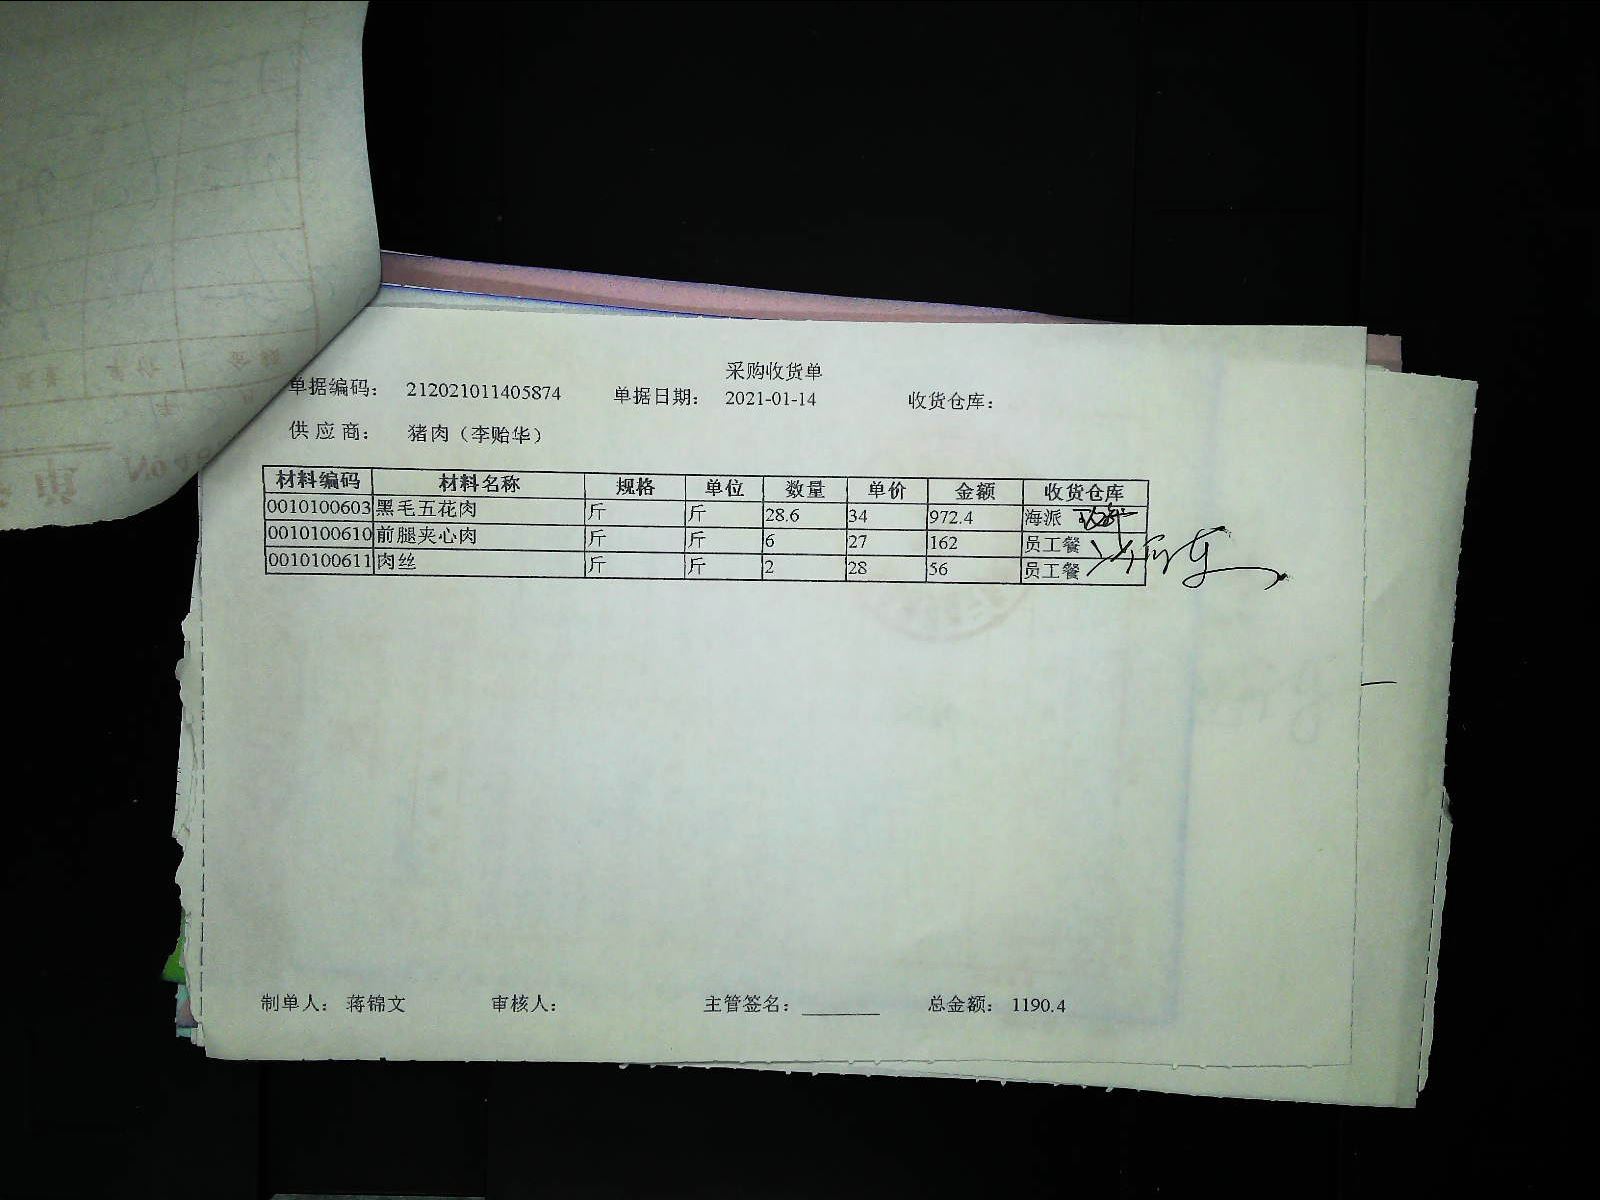 采购收货单
单据编码： 212021011405874 单据日期： 2021-01-14 收货仓库：
供 应 商： 猪肉（李贻华）
材料编码 材料名称 规格 单位 数量 单价 金额 收货仓库
0010100603 黑毛五花肉 斤 斤 28.6 34 972.4 海派
0010100610 前腿夹心肉 斤 斤 6 27 162 员工餐
0010100611 肉丝 斤 斤 2 28 56 员工餐
制单人： 蒋锦文 审核人： 主管签名： 总金额： 1190.4